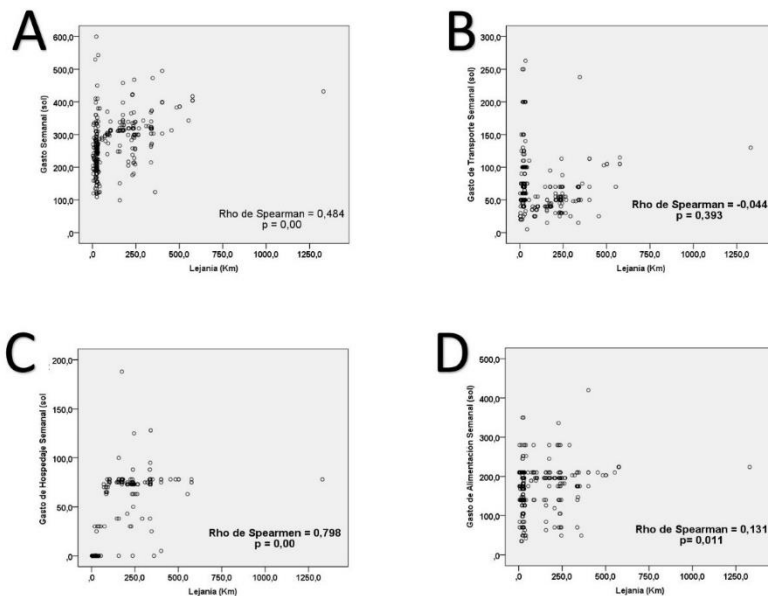 A
600,0
500,0
400,0
300,0
200,0
100,0
,0
Gasto Semanal (sol)
Rho de Spearman = 0,484
p = 0,00
,0 250,0 500,0 750,0 1000,0 1250,0
Lejanía (Km)
B
300,0
250,0
200,0
150,0
100,0
50,0
,0
Gasto de Transporte Semanal (sol)
Rho de Spearman = -0,044
p = 0,393
,0 250,0 500,0 750,0 1000,0 1250,0
Lejanía (Km)
C
200,0
150,0
100,0
50,0
,0
Gasto de Hospedaje Semanal (sol
Rho de Spearmen = 0,798
p = 0,00
,0 250,0 500,0 750,0 1000,0 1250,0
Lejanía (Km)
D
500,0
400,0
300,0
200,0
100,0
,0
Gasto de Alimentación Semanal (sol)
Rho de Spearman = 0,131
p= 0,011
,0 250,0 500,0 750,0 1000,0 1250,0
Lejanía (Km)